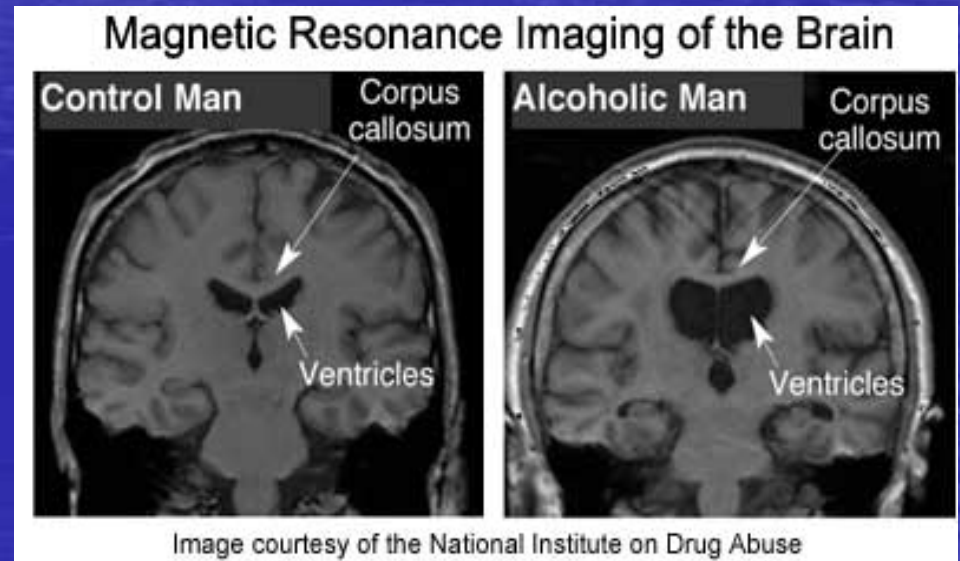 Magnetic Resonance Imaging of the Brain
Control Man
Corpus
callosum
Ventricles
Alcoholic Man
Corpus
callosum
Ventricles
Image courtesy of the National Institute on Drug Abuse